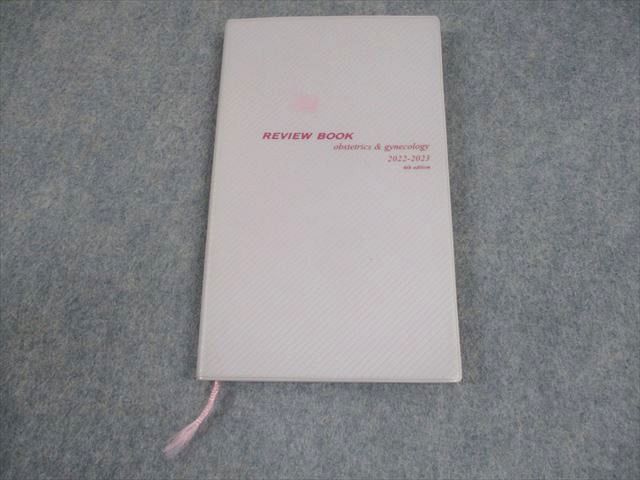 REVIEW BOOK
obstetrics & gynecology
2022-2023
4th edition